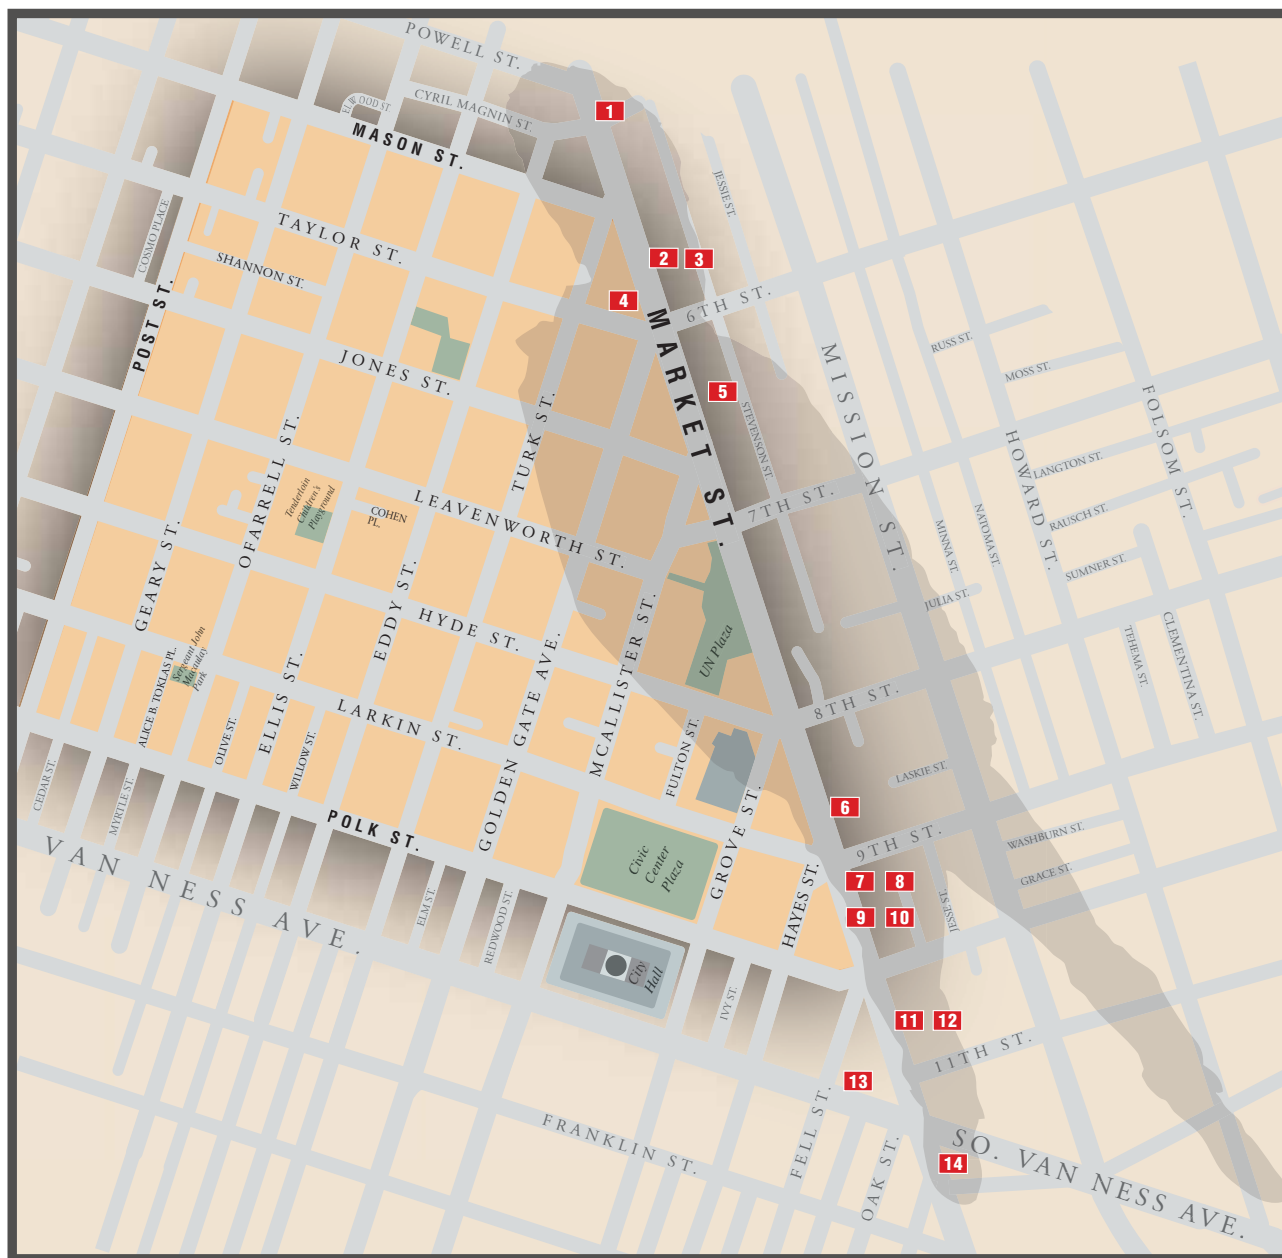 POWELL ST.
CYRIL MAGNIN ST.
ELWOOD ST
MASON ST.
1
JESSIE ST.
COSMO PLACE
TAYLOR ST.
SHANNON ST.
2
3
4
6TH ST.
POST ST.
MARKET ST.
MISSION ST.
RUSS ST.
MOSS ST.
JONES ST.
5
STEVENSON ST.
FOLSOM ST.
HOWARD ST.
LANGTON ST.
TURK ST.
OFARRELL ST.
Tenderloin
Children's
Playground
COHEN
PL.
LEAVENWORTH ST.
7TH ST.
RAUSCH ST.
NATOMA ST.
MINNA ST.
SUMNER ST.
GEARY ST.
EDDY ST.
HYDE ST.
JULIA ST.
MCALLISTER ST.
UN Plaza
TEHEMA ST.
CLEMENTINA ST.
Sergeant John
Macaulay
Park
ALICE B. TOKLAS PL.
ELLIS ST.
OLIVE ST.
WILLOW ST.
LARKIN ST.
GOLDEN GATE AVE.
FULTON ST.
8TH ST.
LASKIE ST.
CEDAR ST.
MYRTLE ST.
POLK ST.
GROVE ST.
6
9TH ST.
WASHBURN ST.
GRACE ST.
VAN NESS AVE.
Civic
Center
Plaza
HAYES ST.
7
8
9
10
JESSE ST.
ELM ST.
REDWOOD ST.
City
Hall
IVY ST.
11
12
11TH ST.
13
FRANKLIN ST.
FELL ST.
OAK ST.
14
SO. VAN NESS AVE.